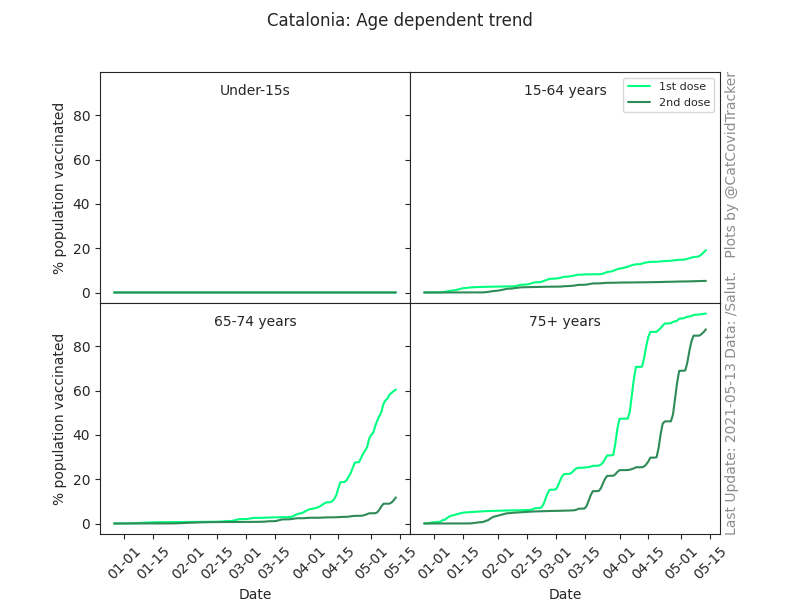 Catalonia: Age dependent trend
Under-15s
15-64 years
1st dose
2nd dose
% population vaccinated
80
60
40
20
0
65-74 years
75+ years
% population vaccinated
80
60
40
20
0
01-01
01-15
02-01
02-15
03-01
03-15
04-01
04-15
05-01
05-15
Date
01-01
01-15
02-01
02-15
03-01
03-15
04-01
04-15
05-01
05-15
Date
Last Update: 2021-05-13 Data: /Salut. Plots by @CatCovidTracker